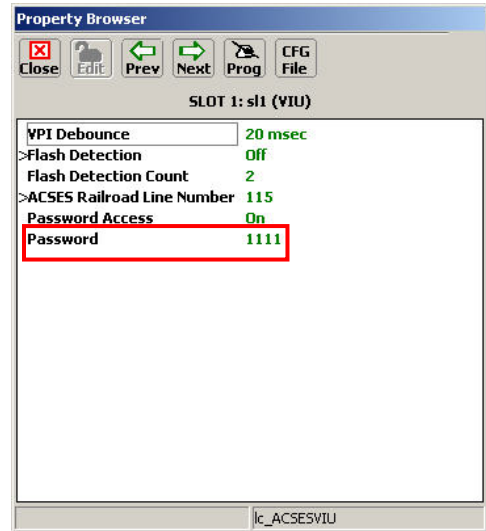 Property Browser
Close Edit Prev Next Prog CFG File
SLOT 1: sl1 (VIU)
VPI Debounce 20 msec
>Flash Detection Off
Flash Detection Count 2
>ACSES Railroad Line Number 115
Password Access On
Password 1111
lc_ACSESVIU